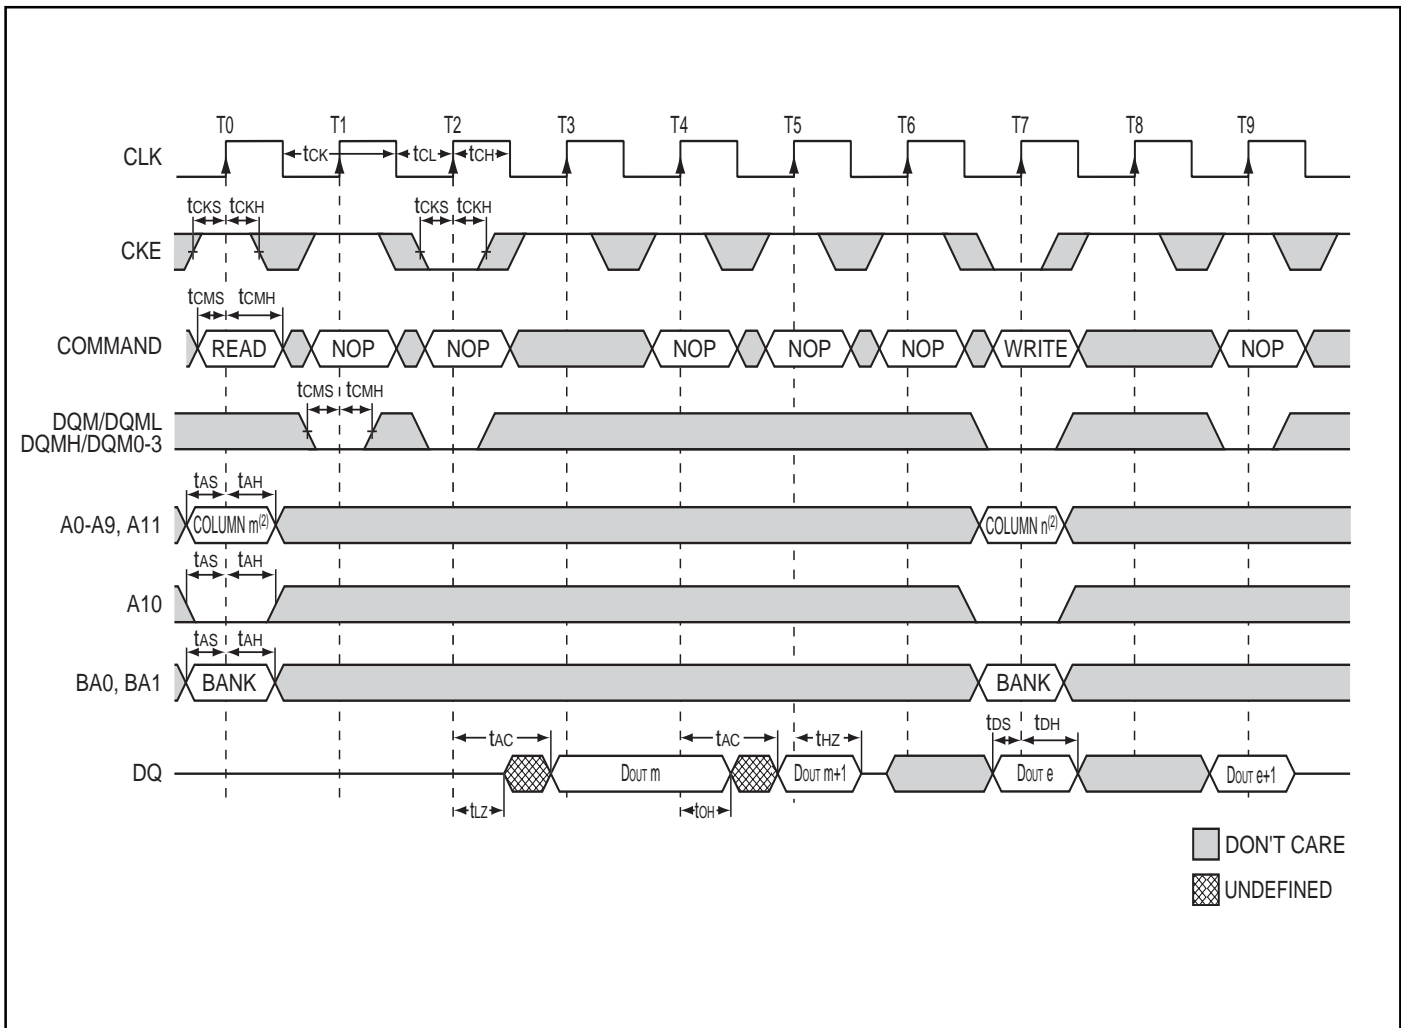 T0 T1 T2 T3 T4 T5 T6 T7 T8 T9
CLK tCK tCL tCH
tCKS tCKH tCKS tCKH
CKE
tCMS tCMH
COMMAND READ NOP NOP NOP NOP NOP WRITE NOP
tCMS tCMH
DQM/DQML
DQMH/DQM0-3
tAS tAH
A0-A9, A11 COLUMN m(2) COLUMN n(2)
tAS tAH
A10
tAS tAH
BA0, BA1 BANK BANK
tAC tAC tHZ tDS tDH
DQ DOUT m DOUT m+1 DOUT e DOUT e+1
tLZ tOH
DON'T CARE
UNDEFINED